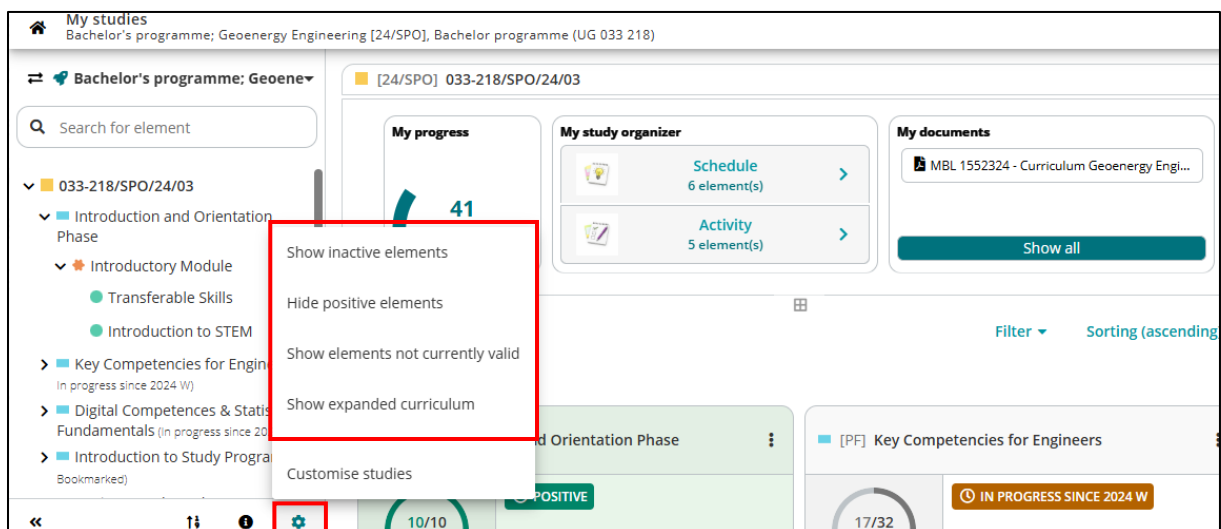 My studies
Bachelor's programme; Geoenergy Engineering [24/SPO], Bachelor programme (UG 033 218)
Bachelor's programme; Geoene
Search for element
033-218/SPO/24/03
Introduction and Orientation
Phase
Introductory Module
Transferable Skills
Introduction to STEM
Key Competencies for Engine
In progress since 2024 W)
Digital Competences & Statis
Fundamentals (In progress since 20
Introduction to Study Progra
Bookmarked)
Show inactive elements
Hide positive elements
Show elements not currently valid
Show expanded curriculum
Customise studies
[24/SPO] 033-218/SPO/24/03
My progress
41
My study organizer
Schedule
6 element(s)
Activity
5 element(s)
My documents
MBL 1552324 - Curriculum Geoenergy Engi...
Show all
Filter
Sorting (ascending)
d Orientation Phase
POSITIVE
10/10
[PF] Key Competencies for Engineers
IN PROGRESS SINCE 2024 W
17/32